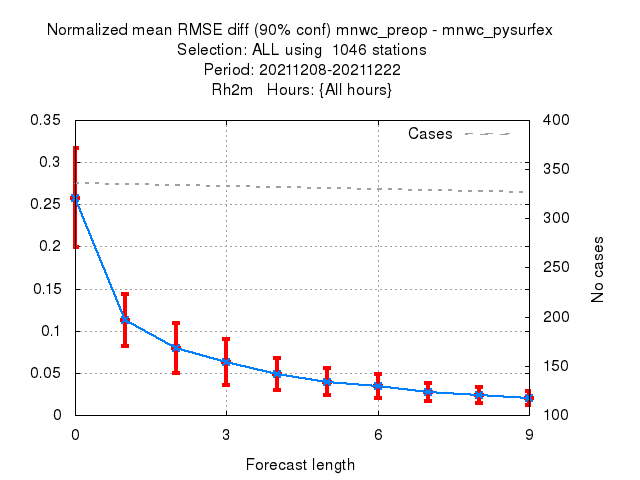 Normalized mean RMSE diff (90% conf) mnwc_preop - mnwc_pysurfex
Selection: ALL using  1046 stations
Period: 20211208-20211222
Rh2m   Hours: {All hours}
Cases
0.35
0.3
0.25
0.2
0.15
0.1
0.05
0
400
350
300
250
200
150
100
No cases
0
3
6
9
Forecast length